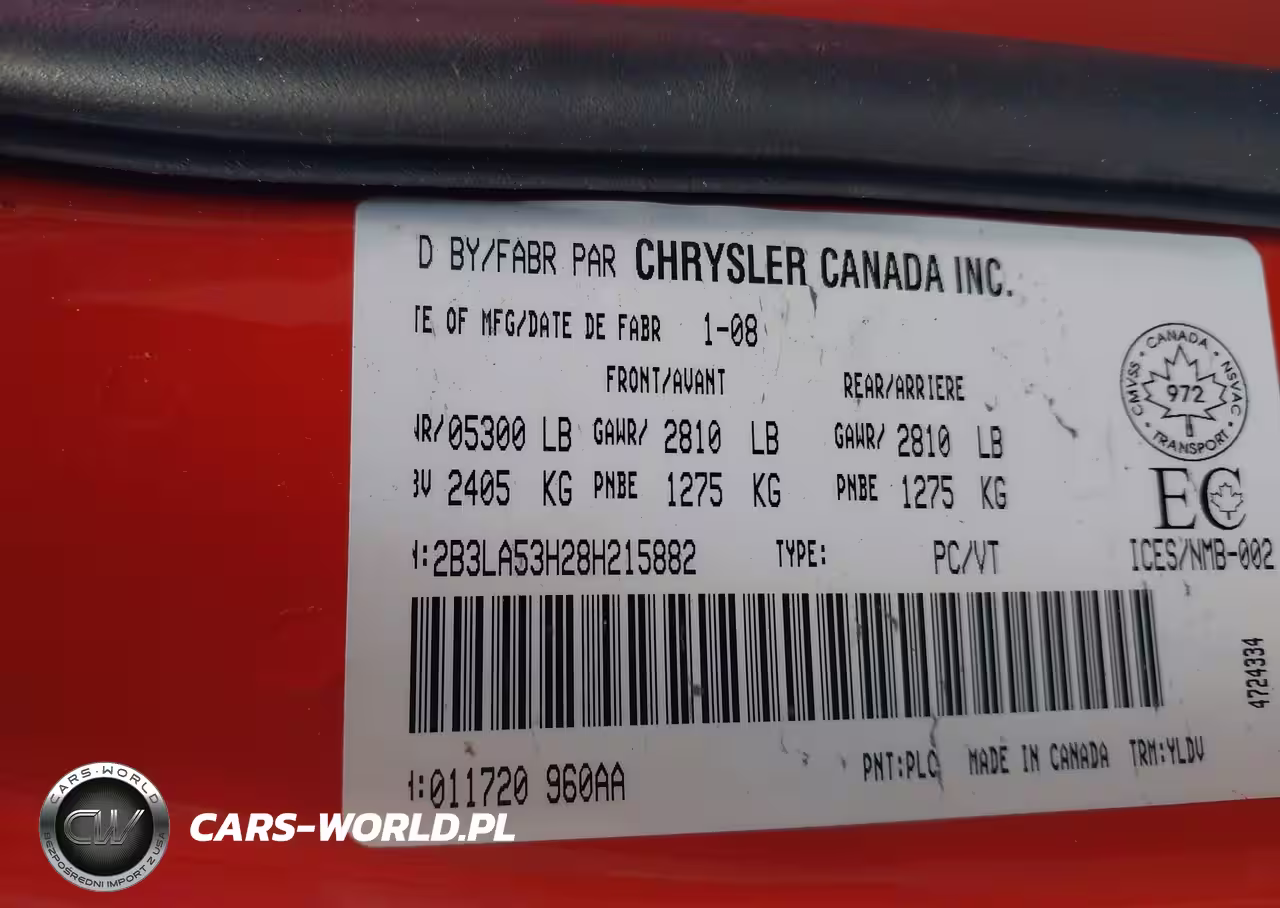 D BY/FABR PAR CHRYSLER CANADA INC.
TE OF MFG/DATE DE FABR 1-08
FRONT/AVANT REAR/ARRIERE
WR/05300 LB GAWR/ 2810 LB GAWR/ 2810 LB
BV 2405 KG PNBE 1275 KG PNBE 1275 KG
:2B3LA53H28H215882 TYPE: PC/VT ICES/NMB-002
CANADA
CMVSS 972 NSVAC
TRANSPORT
EC
4724334
:011720 960AA PNT:PLC MADE IN CANADA TRM:YLDV
CARS-WORLD
CW
BEZPOŚREDNI IMPORT Z USA
CARS-WORLD.PL